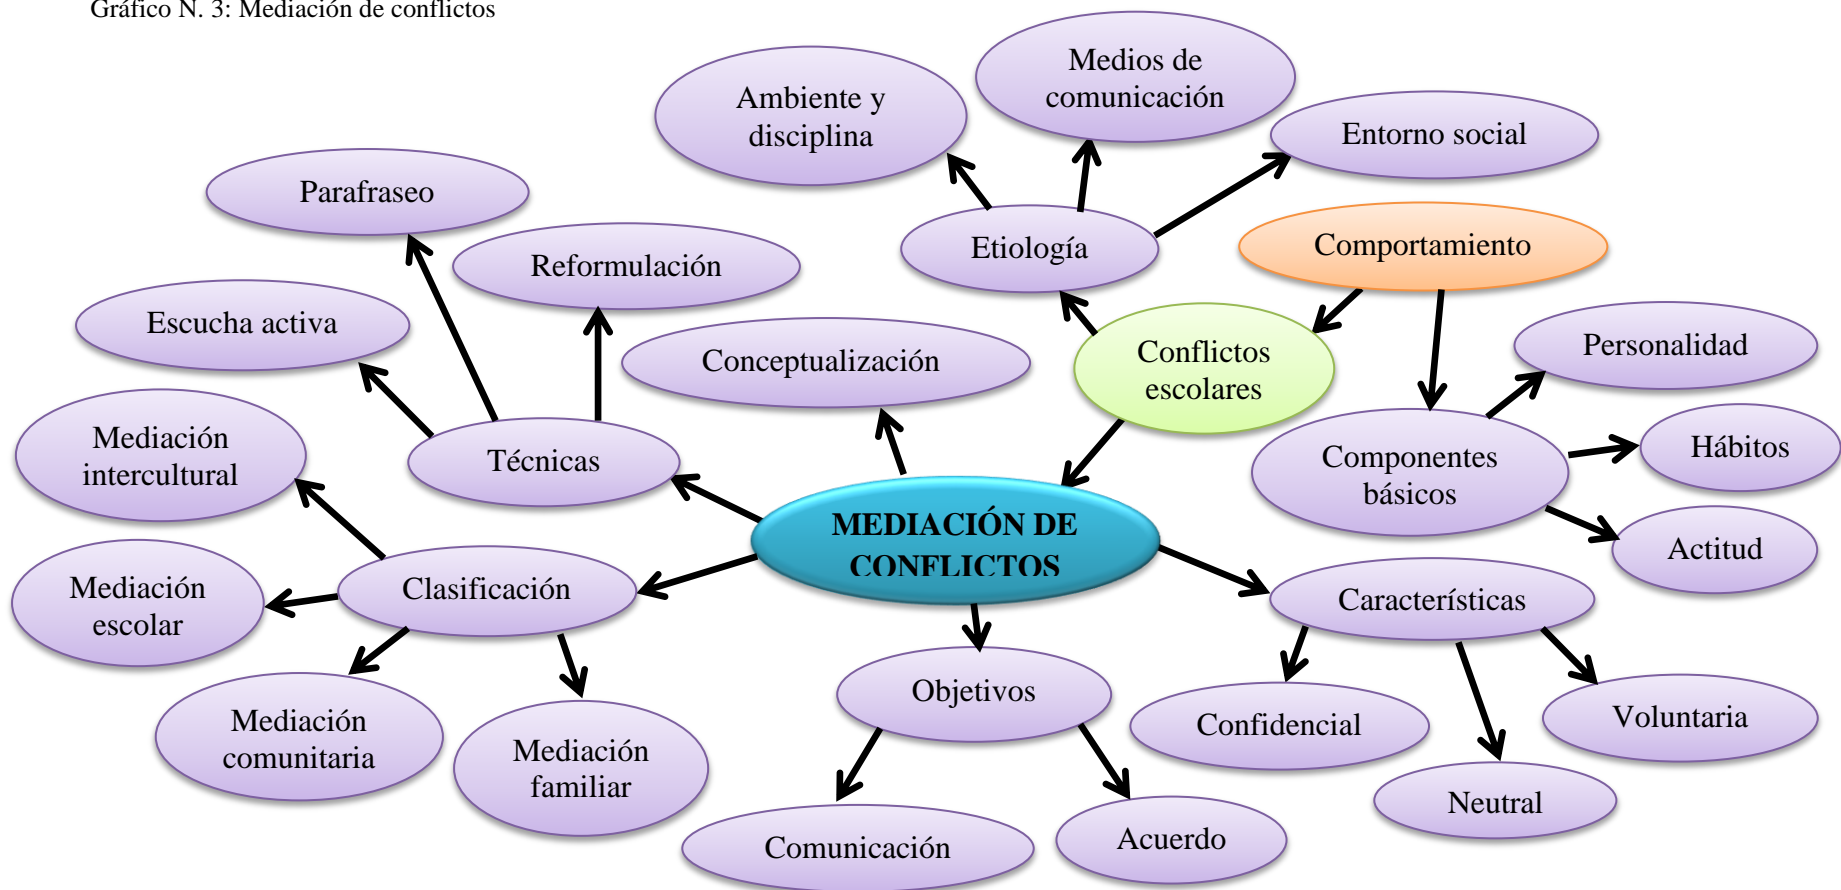 Gráfico N. 3: Mediación de conflictos
Medios de
comunicación
Ambiente y
disciplina
Entorno social
Parafraseo
Etiología
Comportamiento
Reformulación
Escucha activa
Conceptualización
Conflictos
escolares
Personalidad
Mediación
intercultural
Técnicas
Componentes
básicos
Hábitos
MEDIACIÓN DE
CONFLICTOS
Actitud
Mediación
escolar
Clasificación
Características
Objetivos
Confidencial
Voluntaria
Mediación
comunitaria
Mediación
familiar
Neutral
Comunicación
Acuerdo